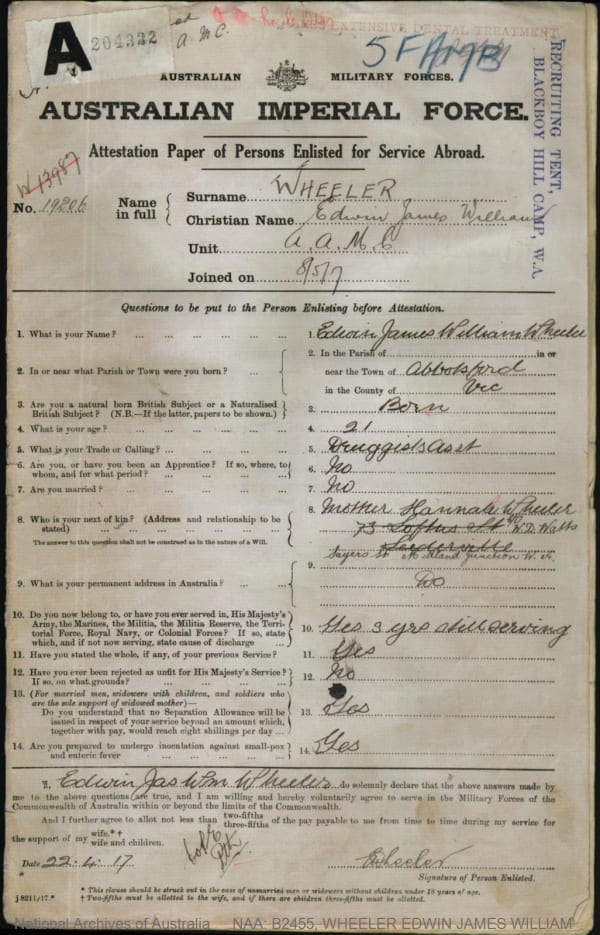 A 204322
A.M.C.
EXTENSIVE DENTAL TREATMENT
AUSTRALIAN MILITARY FORCES.
AUSTRALIAN IMPERIAL FORCE.
RECRUITING TENT,
BLACKBOY HILL CAMP, W.A.
Attestation Paper of Persons Enlisted for Service Abroad.
W 13987
No. 19206
Name in full
Surname WHEELER
Christian Name Edwin James William
Unit A.A.M.C
Joined on 8/5/17
Questions to be put to the Person Enlisting before Attestation.
1. What is your Name? ... 1. Edwin James William Wheeler
2. In or near what Parish or Town were you born? ... 2. In the Parish of in or
near the Town of Abbotsford
in the County of Vic
3. Are you a natural born British Subject or a Naturalised
British Subject? (N.B.—If the latter, papers to be shown.) 3. Born
4. What is your age? ... 4. 21
5. What is your Trade or Calling? ... 5. Druggists Asst
6. Are you, or have you been an Apprentice? If so, where, to
whom, and for what period? ... 6. No
7. Are you married? ... 7. No
8. Who is your next of kin? (Address and relationship to be
stated) ... 8. Mother Hannah Wheeler
73 Loftus St W.D. Watts
Leederville
The answer to this question shall not be construed as in the nature of a Will.
Sayers St Midland Junction W.A.
9. What is your permanent address in Australia? ... 9. Do
10. Do you now belong to, or have you ever served in, His Majesty's
Army, the Marines, the Militia, the Militia Reserve, the Terri-
torial Force, Royal Navy, or Colonial Forces? If so, state
which, and if not now serving, state cause of discharge 10. Yes 3 yrs still serving
11. Have you stated the whole, if any, of your previous Service? 11. Yes
12. Have you ever been rejected as unfit for His Majesty's Service?
If so, on what grounds? ... 12. No
13. (For married men, widowers with children, and soldiers who
are the sole support of widowed mother)—
Do you understand that no Separation Allowance will be
issued in respect of your service beyond an amount which,
together with pay, would reach eight shillings per day ... 13. Yes
14. Are you prepared to undergo inoculation against small-pox
and enteric fever ... 14. Yes
I, Edwin Jas Wm Wheeler do solemnly declare that the above answers made by
me to the above questions are true, and I am willing and hereby voluntarily agree to serve in the Military Forces of the
Commonwealth of Australia within or beyond the limits of the Commonwealth.
And I further agree to allot not less than two-fifths three-fifths of the pay payable to me from time to time during my service for
the support of my wife.* † wife and children.
Date 22.4.17 EWheeler
Signature of Person Enlisted.
* This clause should be struck out in the case of unmarried men or widowers without children under 18 years of age.
j 8211/17.* † Two-fifths must be allotted to the wife, and if there are children three-fifths must be allotted.
National Archives of Australia NAA: B2455, WHEELER EDWIN JAMES WILLIAM